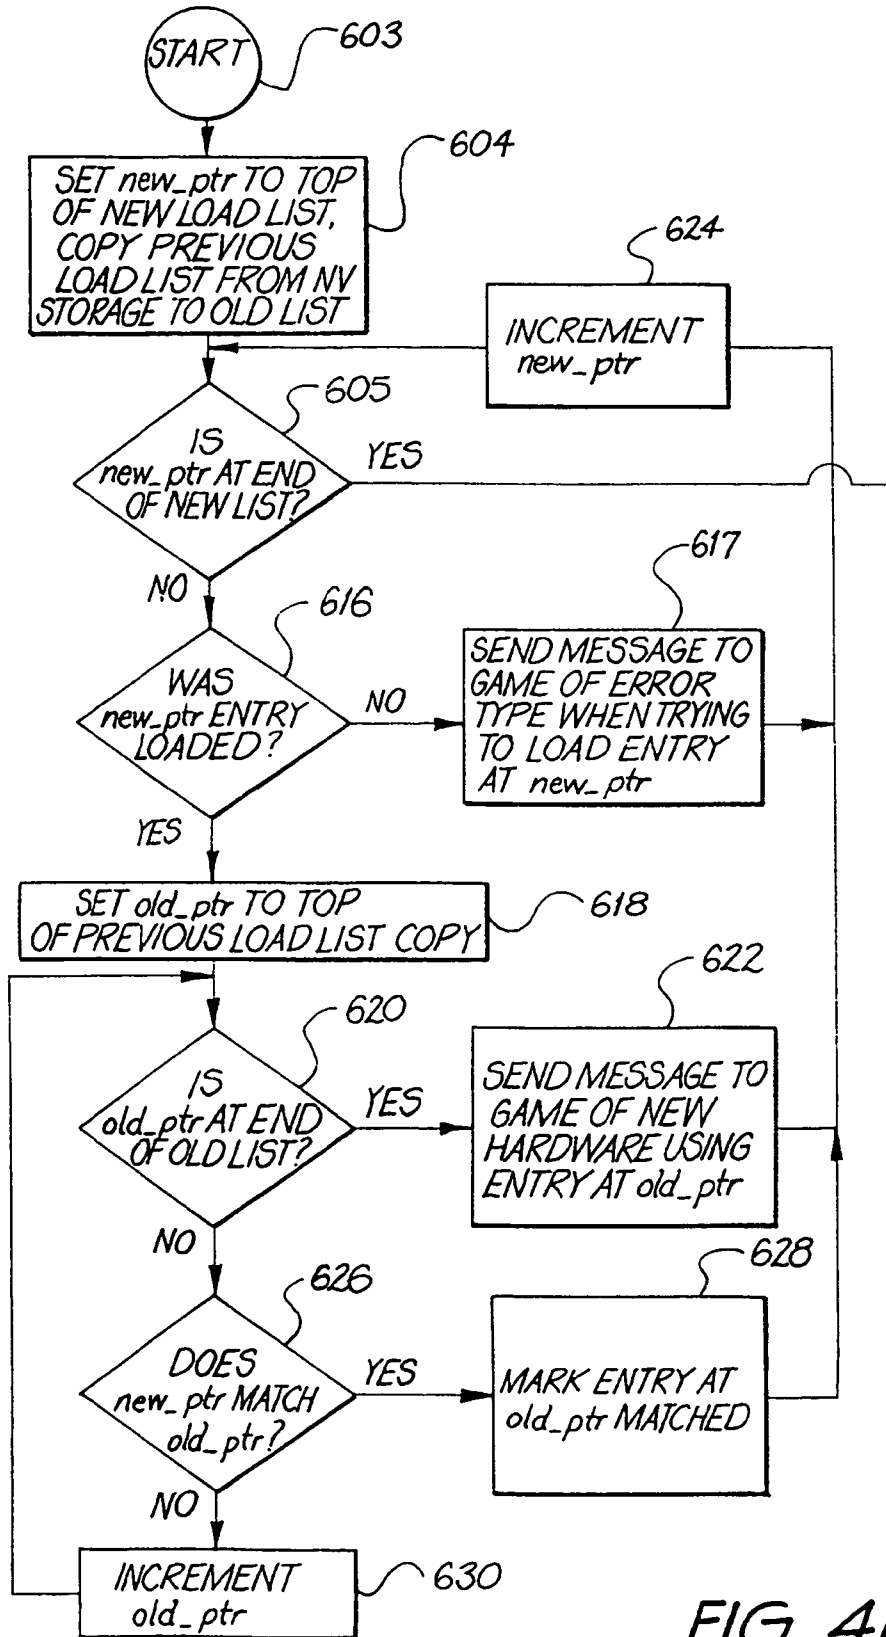 START
603
604
SET new_ptr TO TOP
OF NEW LOAD LIST,
COPY PREVIOUS
LOAD LIST FROM NV
STORAGE TO OLD LIST
624
INCREMENT
new_ptr
605
IS
new_ptr AT END
OF NEW LIST?
YES
NO
616
WAS
new_ptr ENTRY
LOADED?
NO
617
SEND MESSAGE TO
GAME OF ERROR
TYPE WHEN TRYING
TO LOAD ENTRY
AT new_ptr
YES
SET old_ptr TO TOP
OF PREVIOUS LOAD LIST COPY
618
620
IS
old_ptr AT END
OF OLD LIST?
YES
622
SEND MESSAGE TO
GAME OF NEW
HARDWARE USING
ENTRY AT old_ptr
NO
626
DOES
new_ptr MATCH
old_ptr?
YES
628
MARK ENTRY AT
old_ptr MATCHED
NO
INCREMENT
old_ptr
630
FIG.